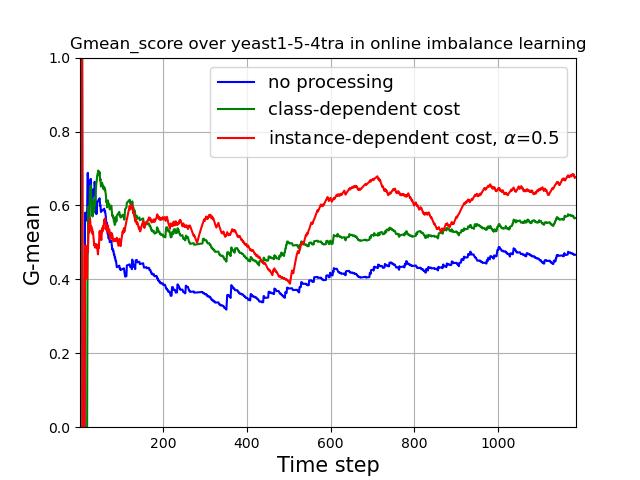 Gmean_score over yeast1-5-4tra in online imbalance learning
1.0
0.8
0.6
0.4
0.2
0.0
G-mean
no processing
class-dependent cost
instance-dependent cost, α=0.5
200
400
600
800
1000
Time step